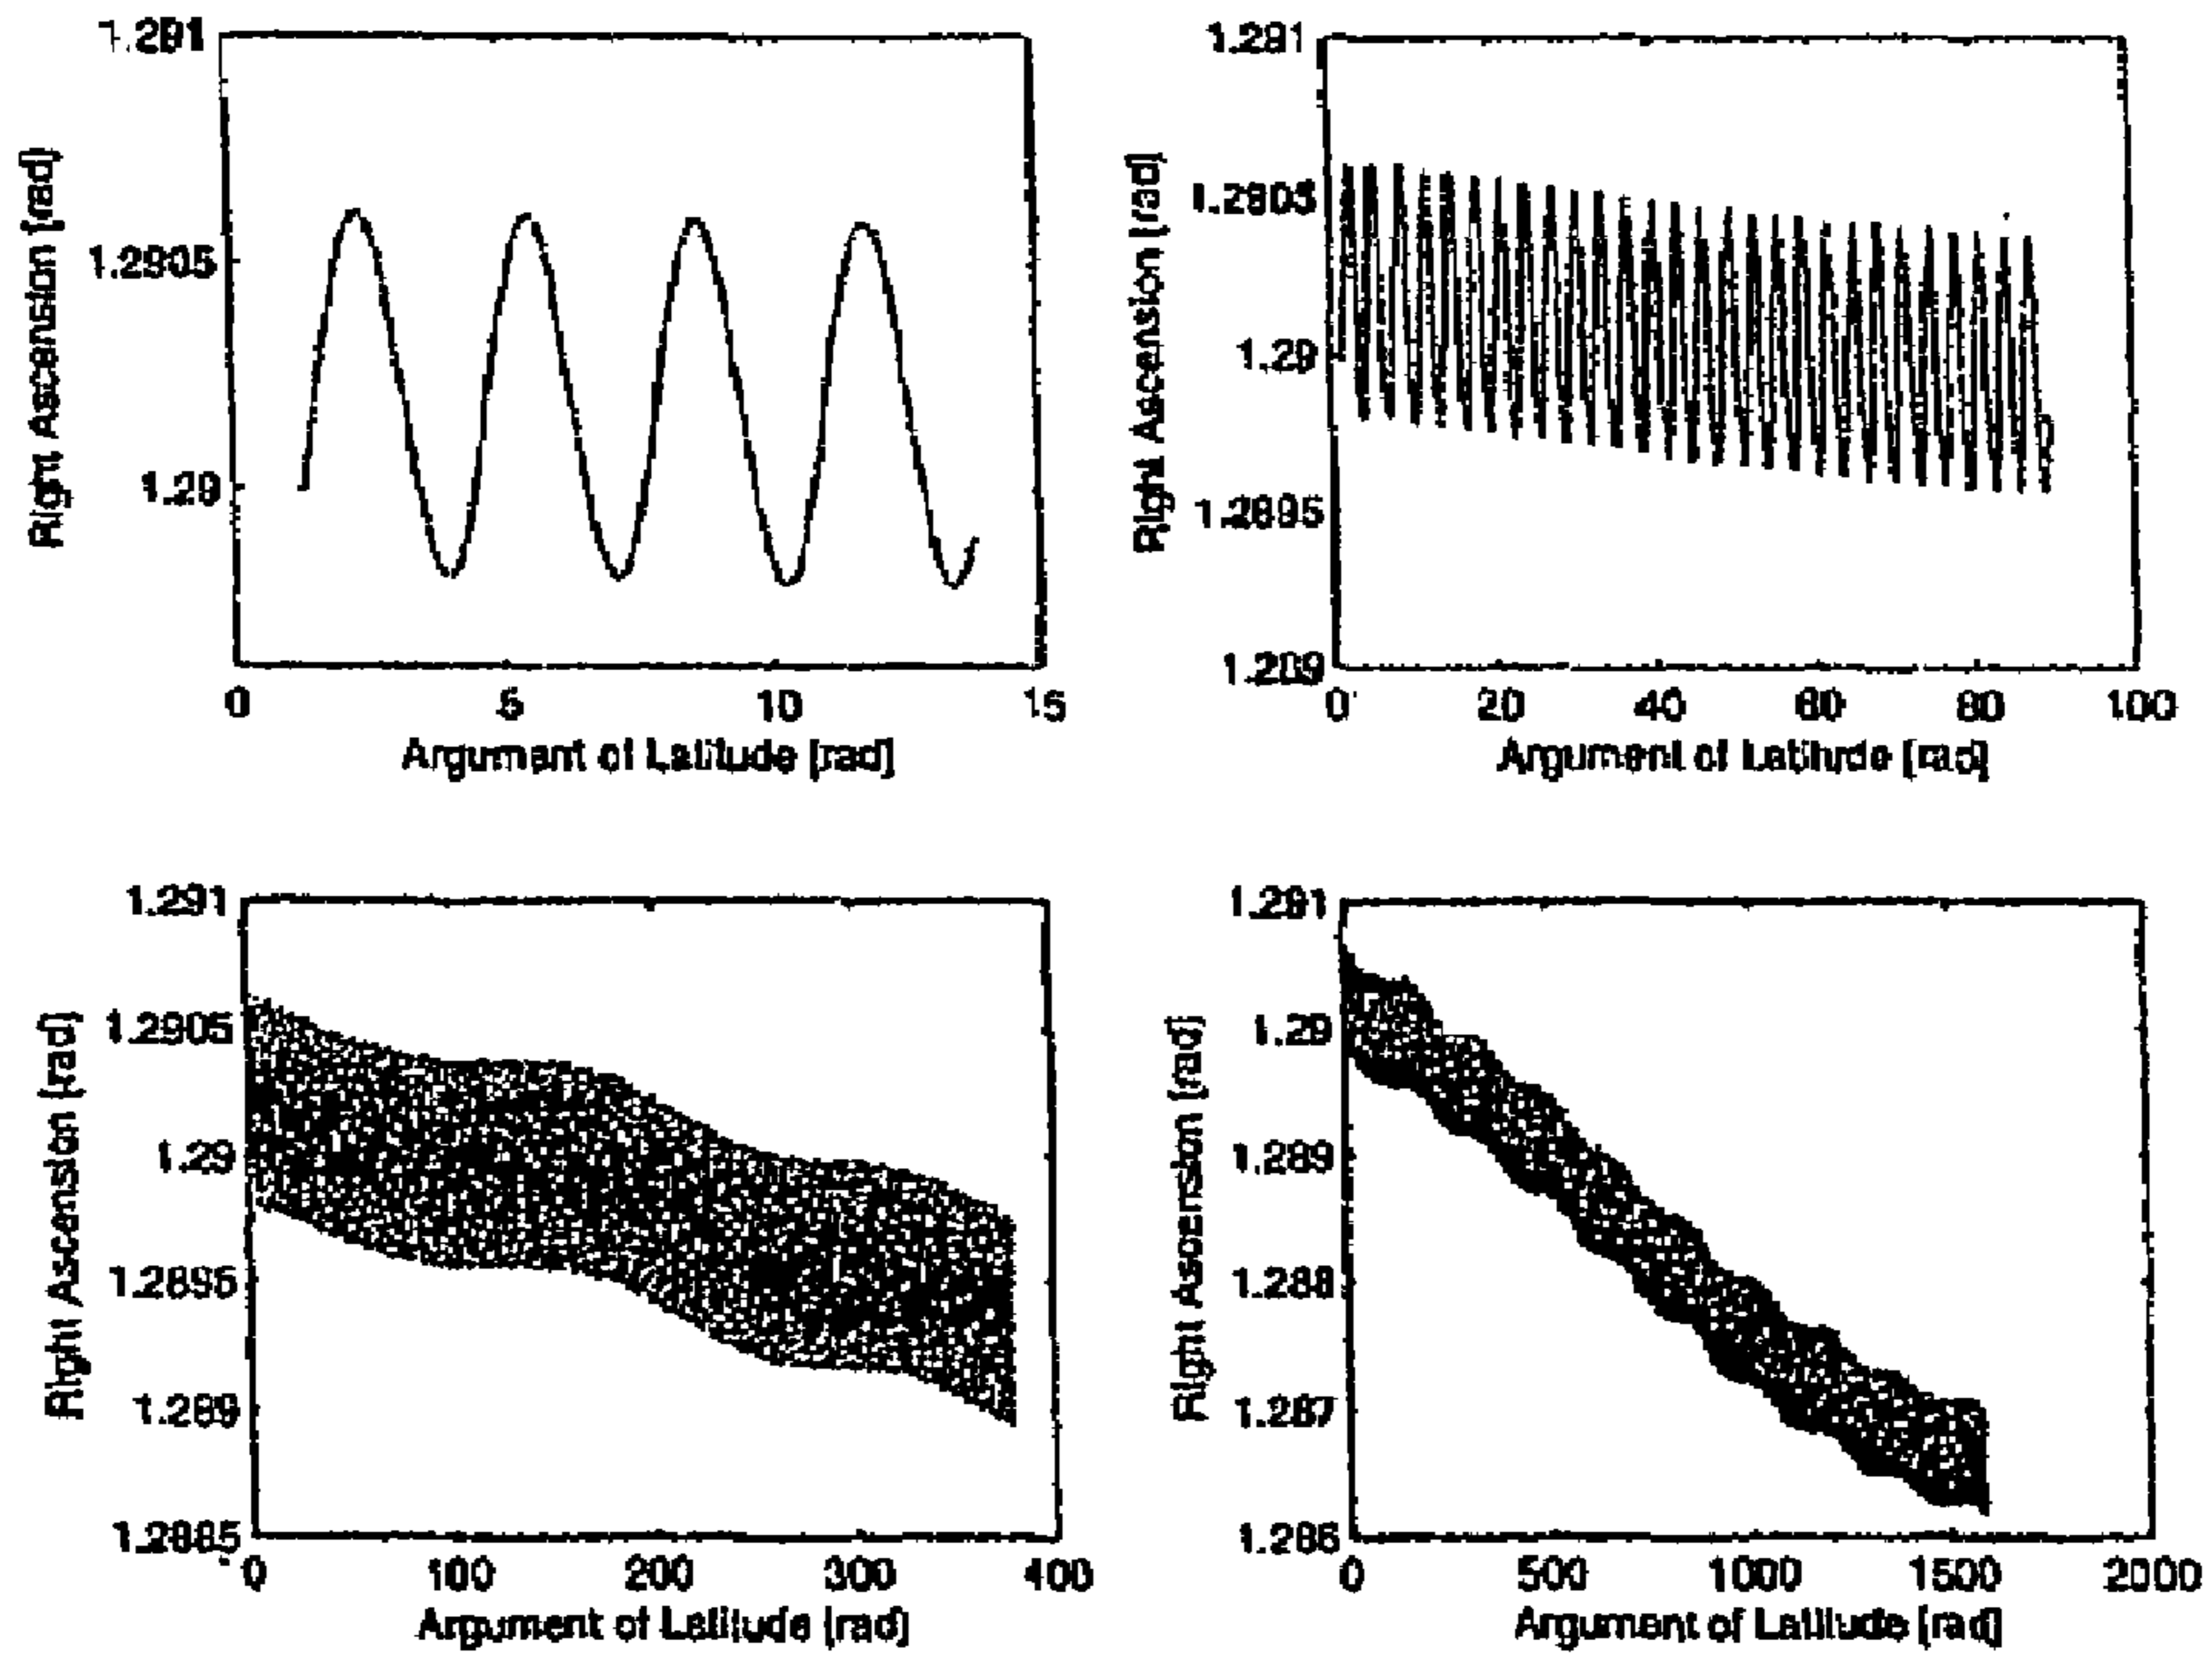 1.291
1.2905
1.29
0 5 10 15
Right Ascension [rad]
Argument of Latitude [rad]
1.291
1.2905
1.29
1.2895
1.289
0 20 40 60 80 100
Right Ascension [rad]
Argument of Latitude [rad]
1.291
1.2905
1.29
1.2895
1.289
1.2885
0 100 200 300 400
Right Ascension [rad]
Argument of Latitude [rad]
1.291
1.29
1.289
1.288
1.287
1.286
0 500 1000 1500 2000
Right Ascension [rad]
Argument of Latitude [rad]